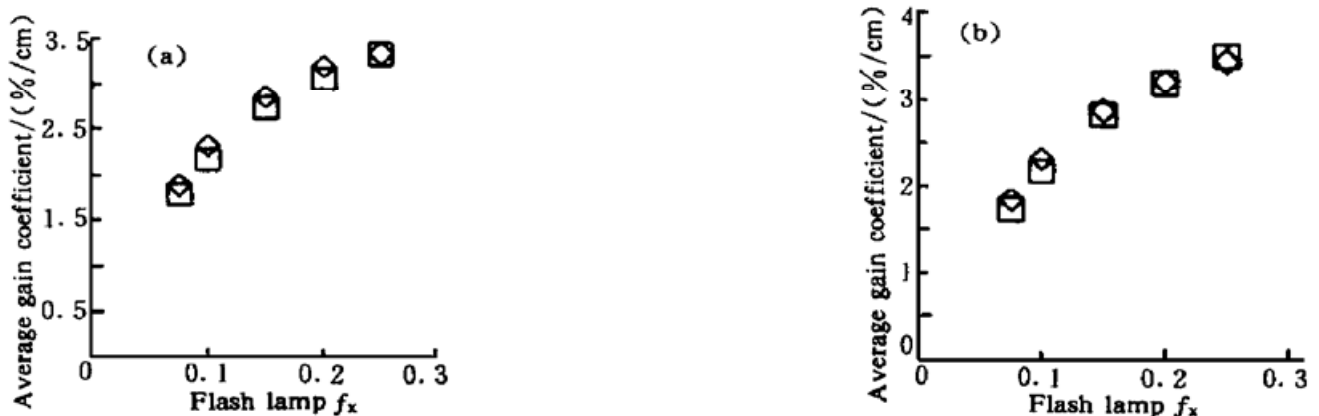 Average gain coefficient/(%/cm)
(a)
3.5
2.5
1.5
0.5
0 0.1 0.2 0.3
Flash lamp fx
Average gain coefficient/(%/cm)
(b)
4
3
2
1
0
0 0.1 0.2 0.3
Flash lamp fx